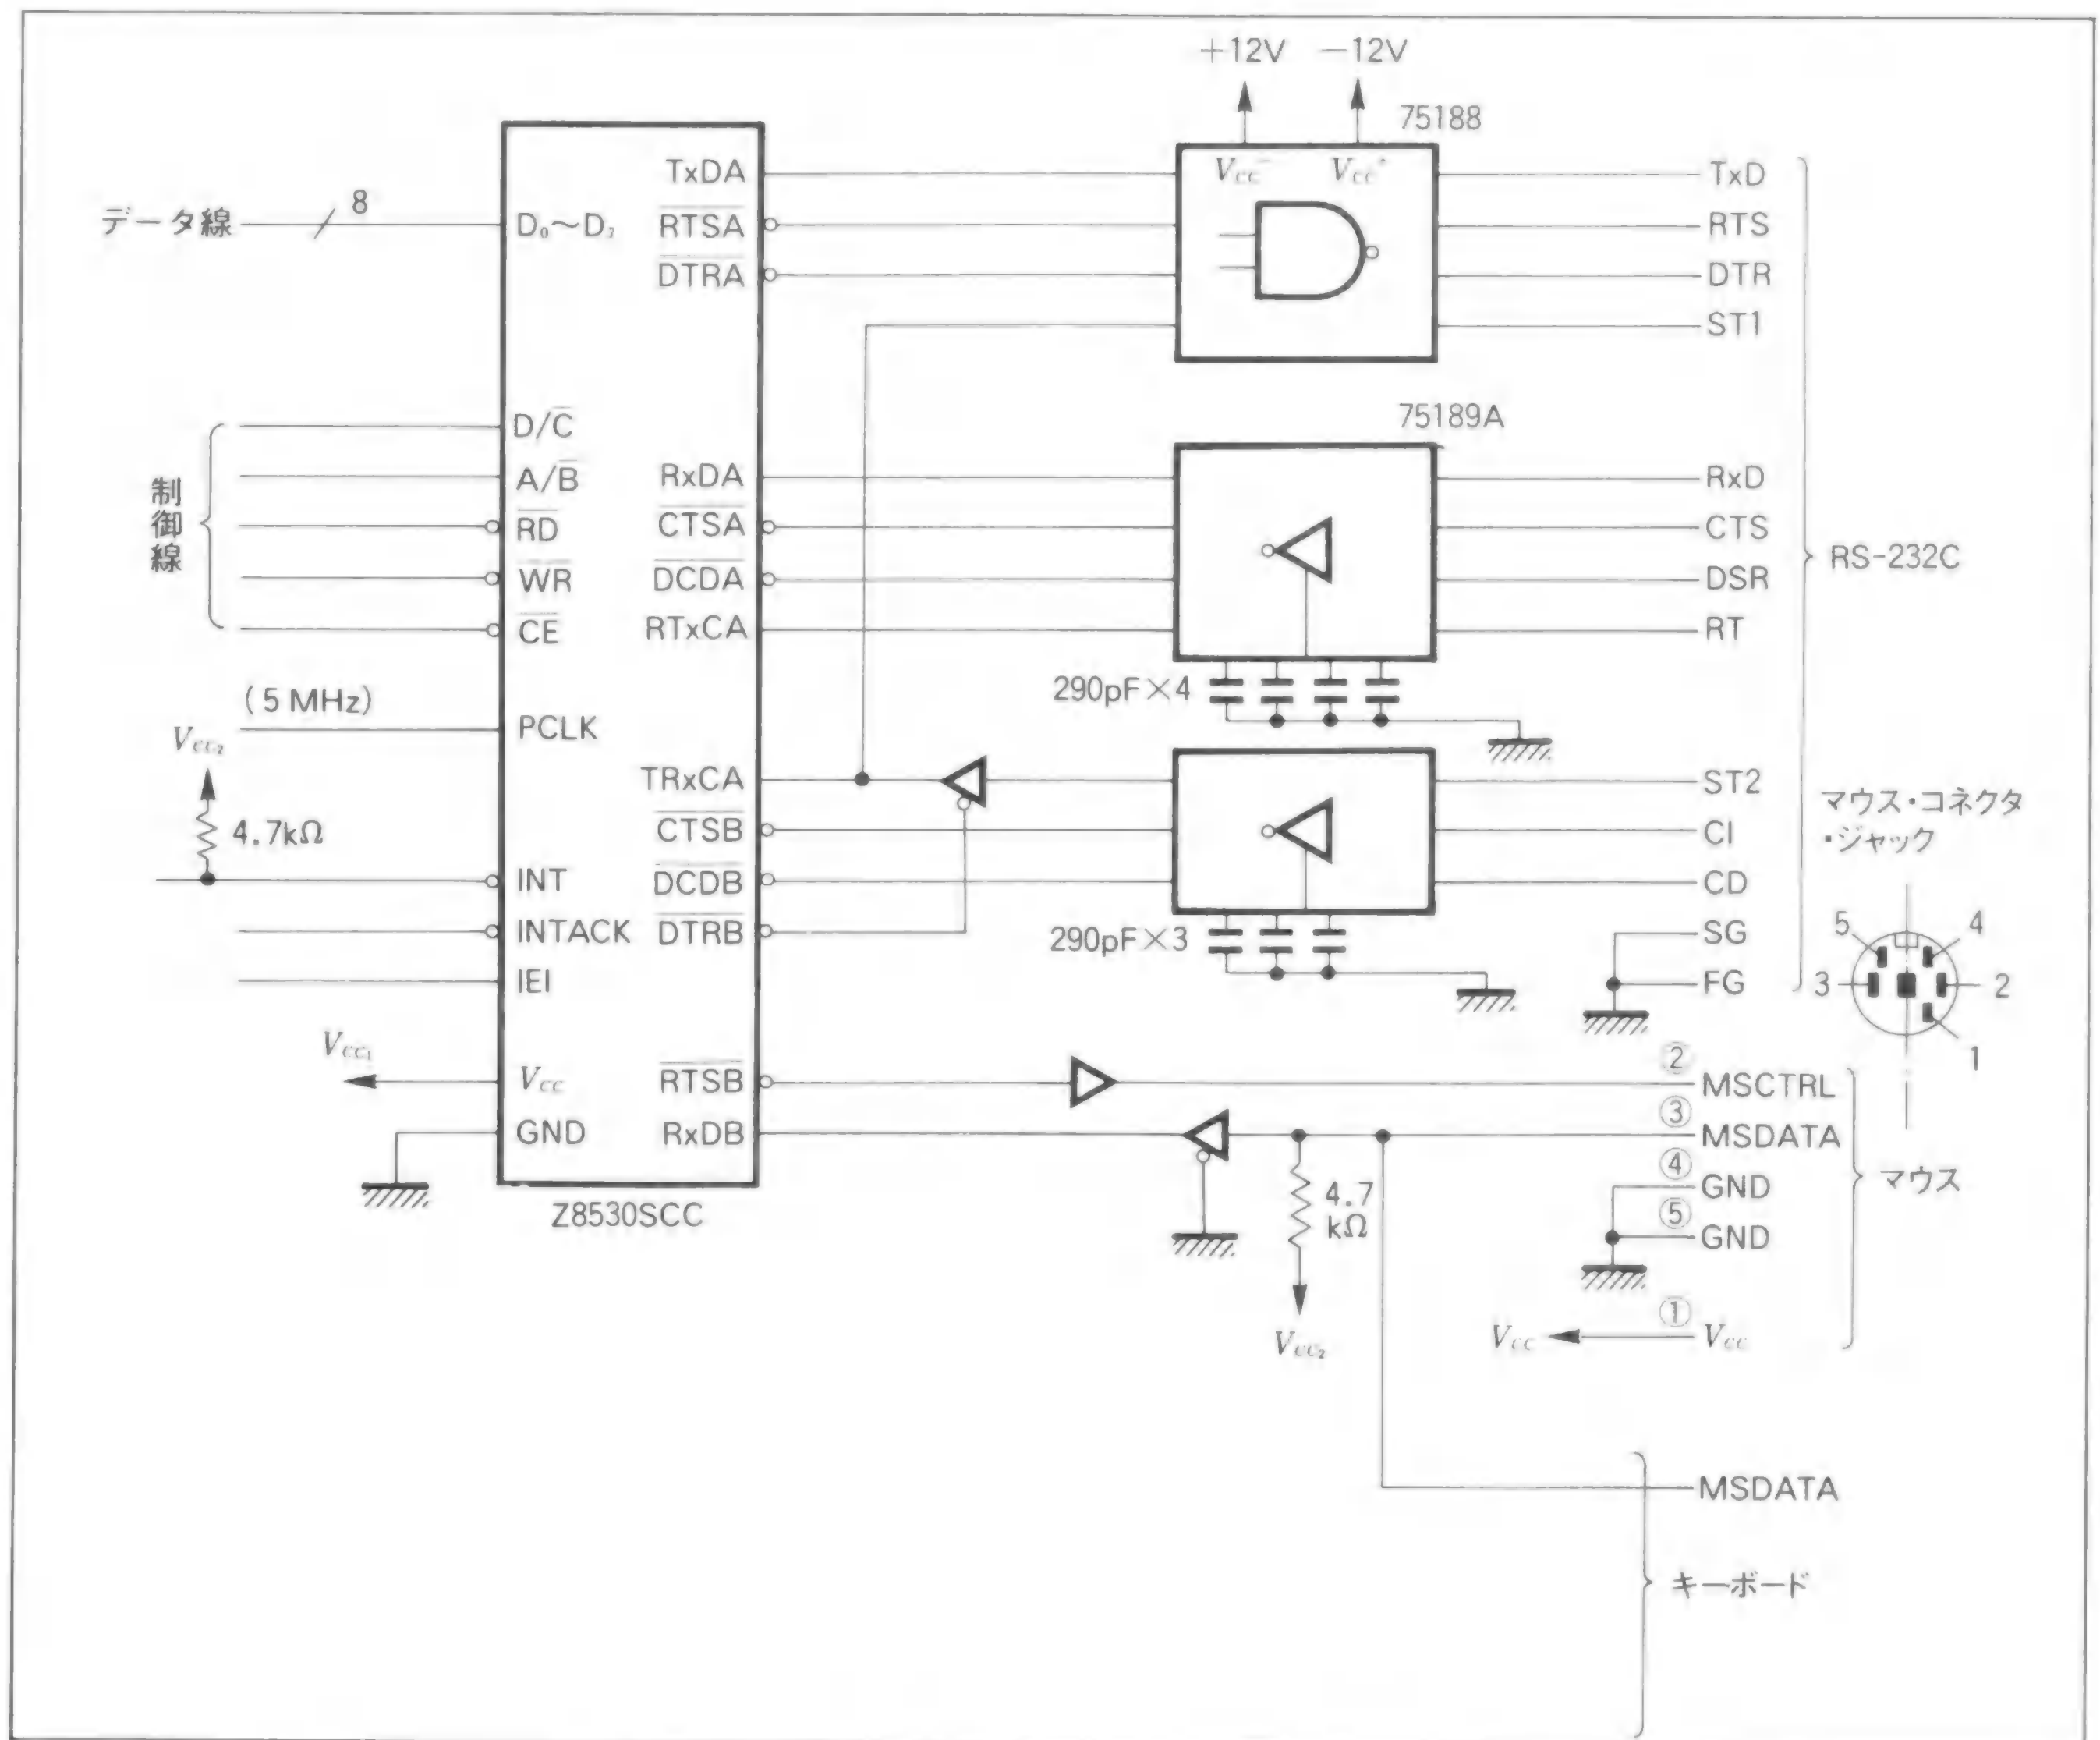 +12V −12V
75188
Vcc⁻ Vcc⁺
データ線
8
D₀~D₇
TxDA
RTSA
DTRA
TxD
RTS
DTR
ST1
75189A
制御線
D/C̅
A/B̅
RD
WR
CE
RxDA
CTSA
DCDA
RTxCA
RxD
CTS
DSR
RT
RS-232C
290pF×4
(5 MHz)
PCLK
Vcc₂
4.7kΩ
TRxCA
CTSB
DCDB
DTRB
INT
INTACK
IEI
ST2
CI
CD
SG
FG
290pF×3
マウス・コネクタ
・ジャック
5
4
3
2
1
Vcc₁
Vcc
GND
RTSB
RxDB
Z8530SCC
② MSCTRL
③ MSDATA
④ GND
⑤ GND
① Vcc
Vcc
マウス
4.7
kΩ
Vcc₂
MSDATA
キーボード